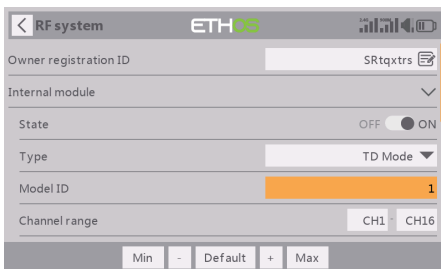 RF system ETHOS
Owner registration ID SRtqxtrs
Internal module
State OFF ON
Type TD Mode
Model ID 1
Channel range CH1 - CH16
Min - Default + Max